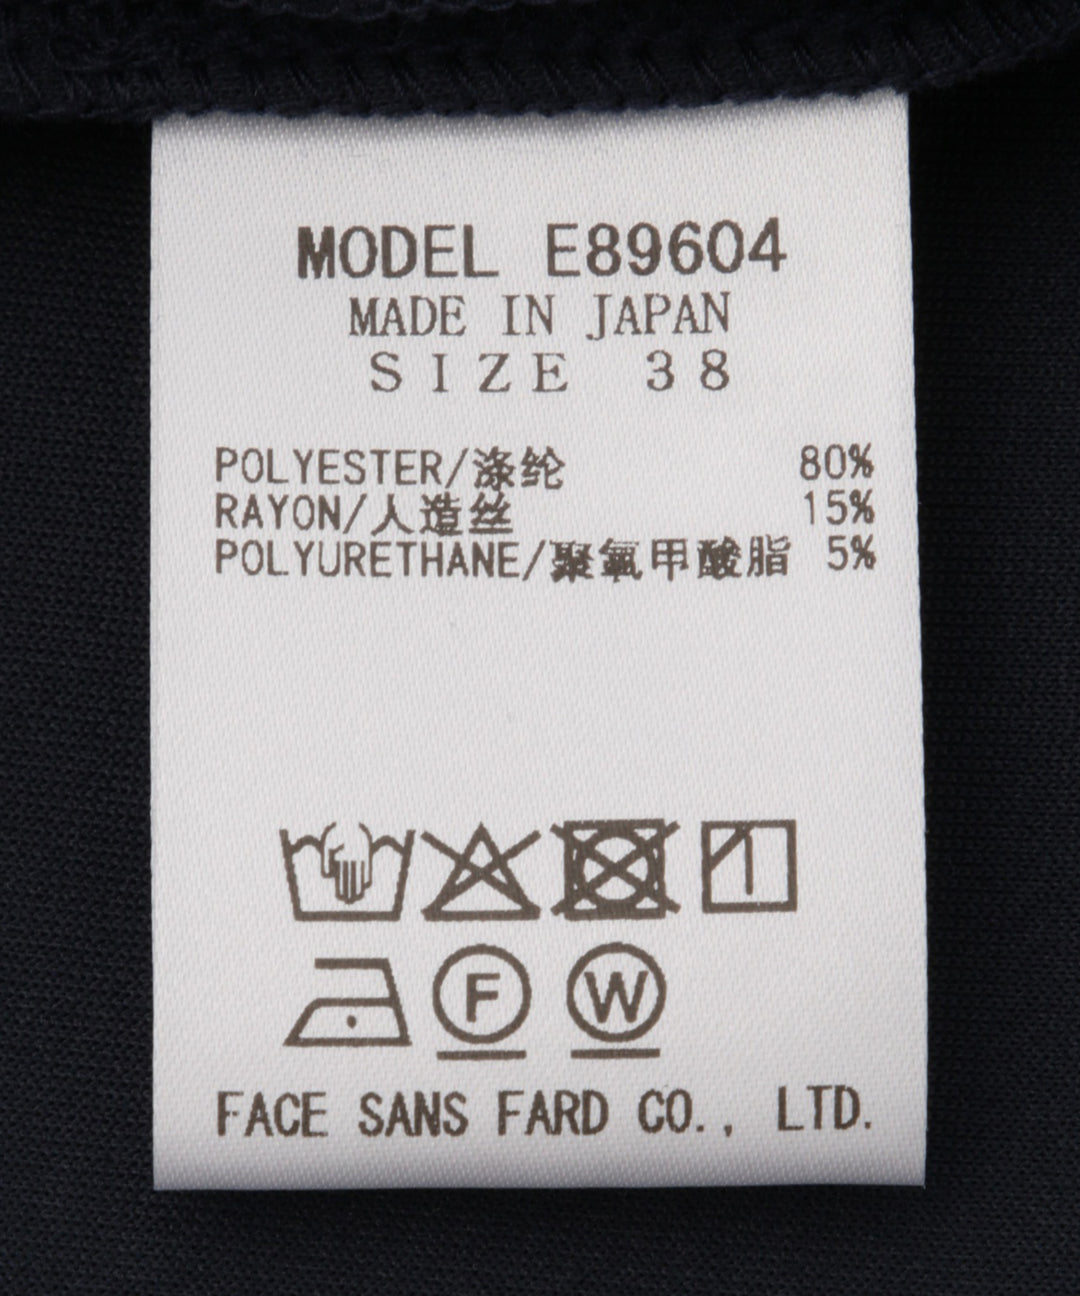 MODEL E89604
MADE IN JAPAN
SIZE 38
POLYESTER/涤纶 80%
RAYON/人造丝 15%
POLYURETHANE/聚氧甲酸脂 5%
F W
FACE SANS FARD CO., LTD.